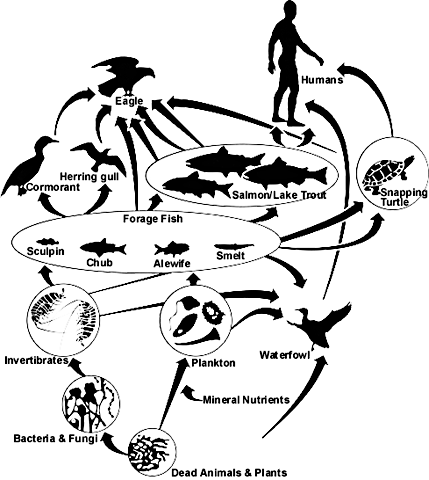 Humans
Eagle
Herring gull
Cormorant
Salmon/Lake Trout
Snapping
Turtle
Forage Fish
Sculpin
Chub
Alewife
Smelt
Invertibrates
Plankton
Waterfowl
Mineral Nutrients
Bacteria & Fungi
Dead Animals & Plants